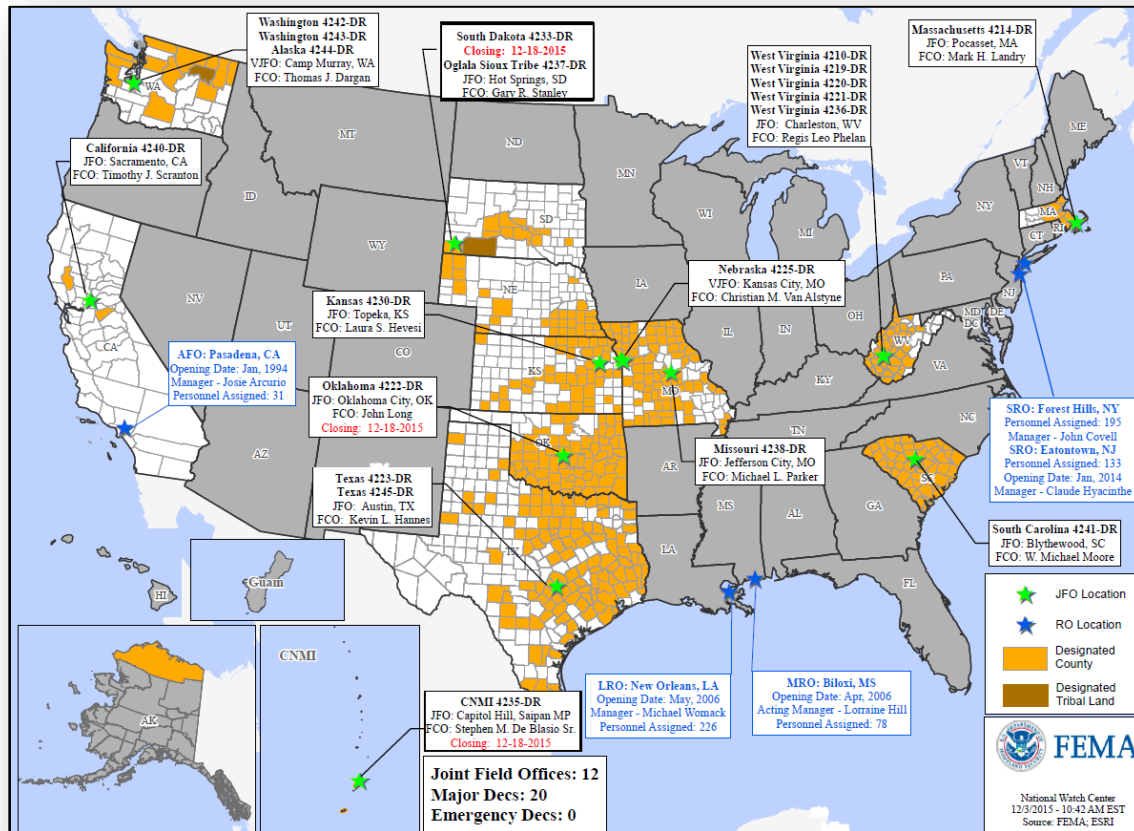 Washington 4242-DR
Washington 4243-DR
Alaska 4244-DR
VJFO: Camp Murray, WA
FCO: Thomas J. Dargan
South Dakota 4233-DR
Closing: 12-18-2015
Oglala Sioux Tribe 4237-DR
JFO: Hot Springs, SD
FCO: Gary R. Stanley
West Virginia 4210-DR
West Virginia 4219-DR
West Virginia 4220-DR
West Virginia 4221-DR
West Virginia 4236-DR
JFO: Charleston, WV
FCO: Regis Leo Phelan
Massachusetts 4214-DR
JFO: Pocasset, MA
FCO: Mark H. Landry
California 4240-DR
JFO: Sacramento, CA
FCO: Timothy J. Scranton
WA
MT
ND
MN
ME
VT
NH
ID
WI
NY
MA
SD
MI
CT
RI
WY
IA
PA
NJ
NE
NV
UT
CO
IL
IN
OH
MD
DC
DE
WV
VA
CA
KS
MO
KY
NC
TN
AZ
OK
AR
SC
MS
AL
GA
TX
LA
FL
HI
AK
Nebraska 4225-DR
VJFO: Kansas City, MO
FCO: Christian M. Van Alstyne
Kansas 4230-DR
JFO: Topeka, KS
FCO: Laura S. Hevesi
AFO: Pasadena, CA
Opening Date: Jan, 1994
Manager - Josie Arcurio
Personnel Assigned: 31
Oklahoma 4222-DR
JFO: Oklahoma City, OK
FCO: John Long
Closing: 12-18-2015
SRO: Forest Hills, NY
Personnel Assigned: 195
Manager - John Covell
SRO: Eatontown, NJ
Personnel Assigned: 133
Opening Date: Jan, 2014
Manager - Claude Hyacinthe
Missouri 4238-DR
JFO: Jefferson City, MO
FCO: Michael L. Parker
Texas 4223-DR
Texas 4245-DR
JFO: Austin, TX
FCO: Kevin L. Hannes
South Carolina 4241-DR
JFO: Blythewood, SC
FCO: W. Michael Moore
Guam
CNMI
CNMI 4235-DR
JFO: Capitol Hill, Saipan MP
FCO: Stephen M. De Blasio Sr.
Closing: 12-18-2015
LRO: New Orleans, LA
Opening Date: May, 2006
Manager - Michael Womack
Personnel Assigned: 226
MRO: Biloxi, MS
Opening Date: Apr, 2006
Acting Manager - Lorraine Hill
Personnel Assigned: 78
JFO Location
RO Location
Designated
County
Designated
Tribal Land
Joint Field Offices: 12
Major Decs: 20
Emergency Decs: 0
FEMA
National Watch Center
12/3/2015 - 10:42 AM EST
Source: FEMA; ESRI